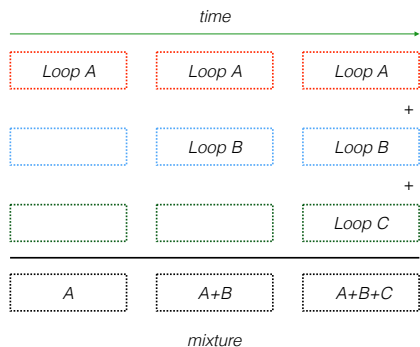 time
Loop A Loop A Loop A
+
Loop B Loop B
+
Loop C
A A+B A+B+C
mixture